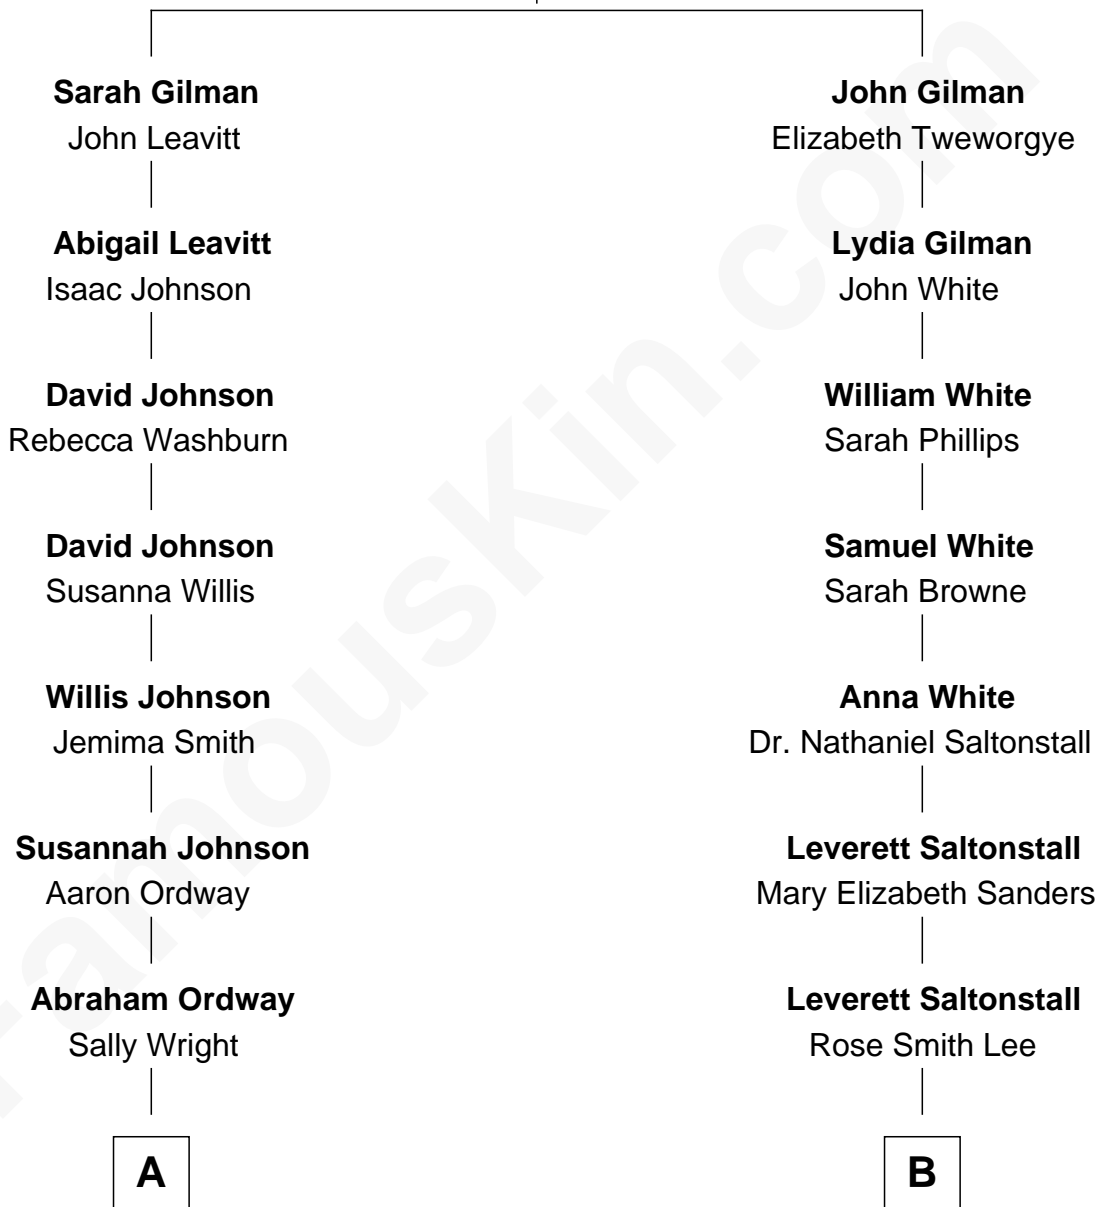 Sarah Gilman
John Leavitt
Abigail Leavitt
Isaac Johnson
David Johnson
Rebecca Washburn
David Johnson
Susanna Willis
Willis Johnson
Jemima Smith
Susannah Johnson
Aaron Ordway
Abraham Ordway
Sally Wright
A
John Gilman
Elizabeth Tweworgye
Lydia Gilman
John White
William White
Sarah Phillips
Samuel White
Sarah Browne
Anna White
Dr. Nathaniel Saltonstall
Leverett Saltonstall
Mary Elizabeth Sanders
Leverett Saltonstall
Rose Smith Lee
B
FamousKin.com